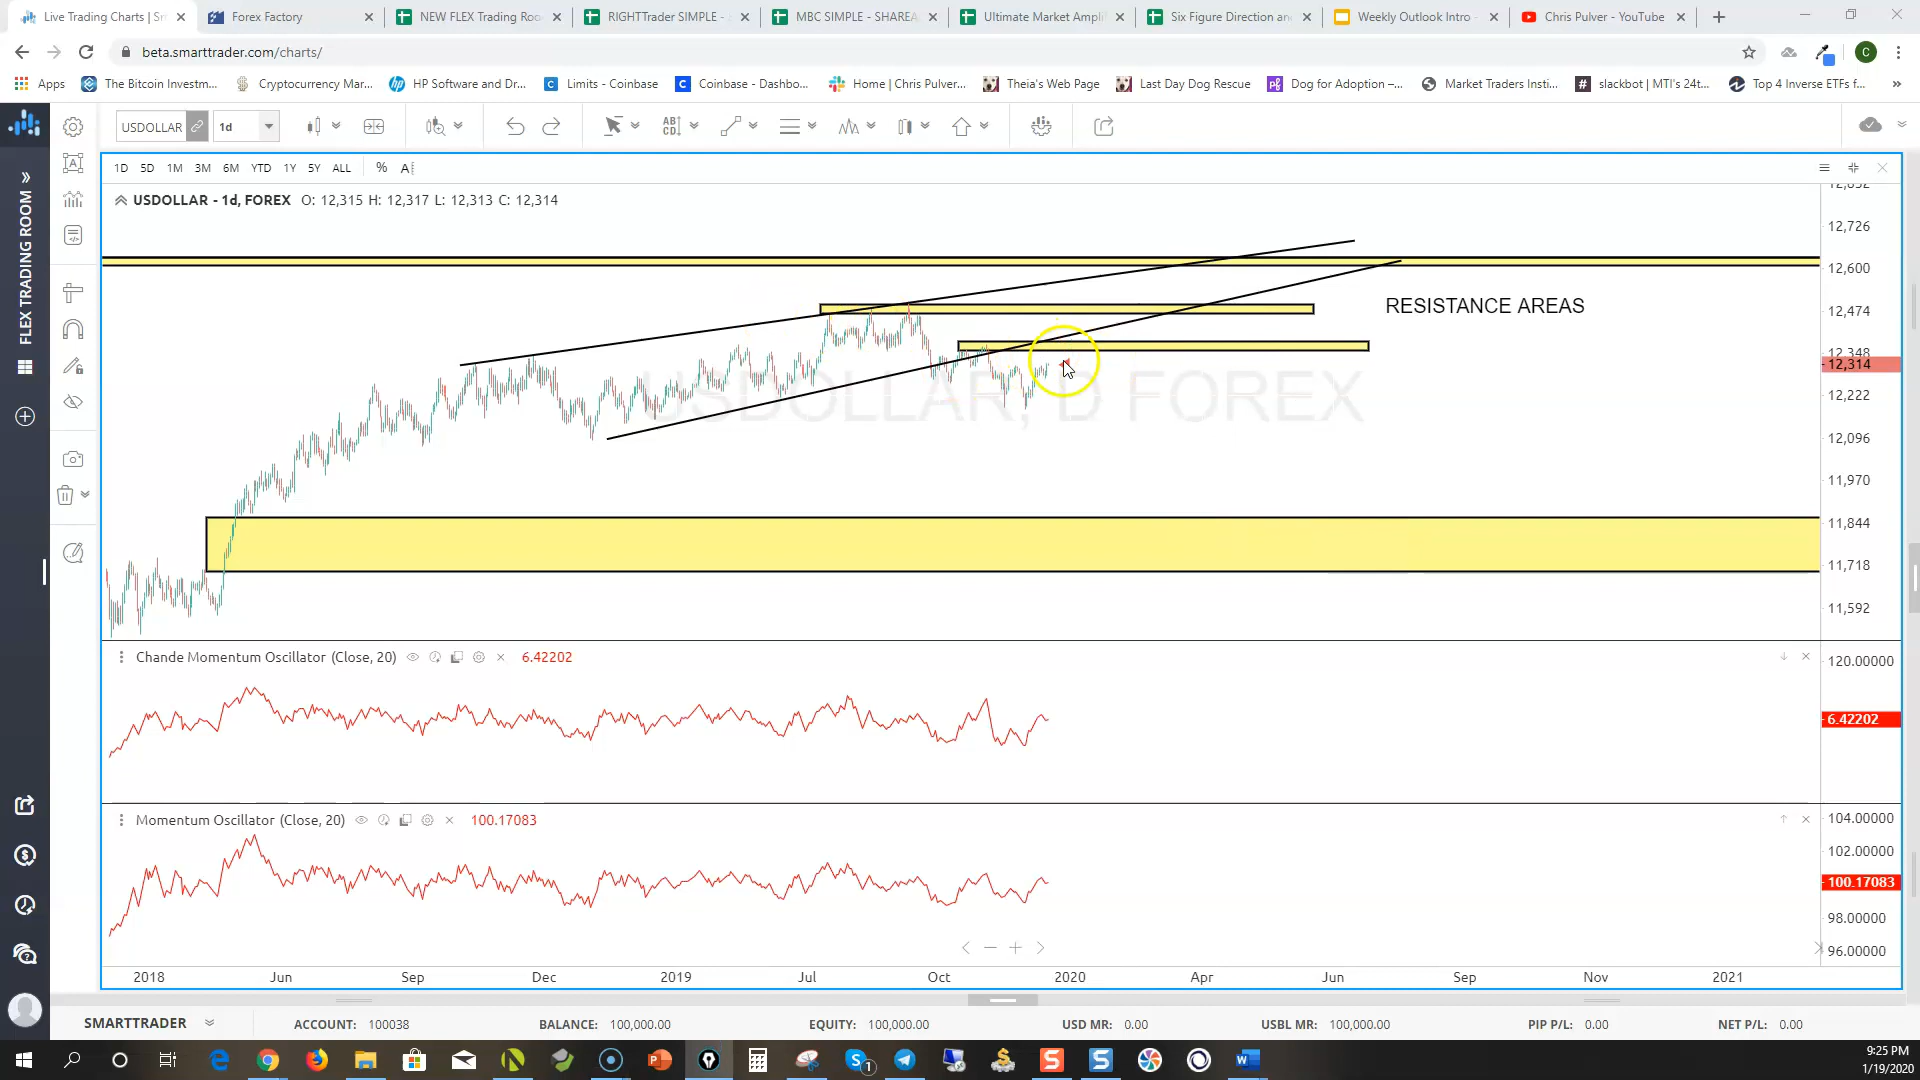 Live Trading Charts | Sm
Forex Factory
NEW FLEX Trading Roo
RIGHTTrader SIMPLE -
MBC SIMPLE - SHAREA
Ultimate Market Ampli
Six Figure Direction an
Weekly Outlook Intro -
Chris Pulver - YouTube
beta.smarttrader.com/charts/
C
Apps
The Bitcoin Investm...
Cryptocurrency Mar...
HP Software and Dr...
Limits - Coinbase
Coinbase - Dashbo...
Home | Chris Pulver...
Theia's Web Page
Last Day Dog Rescue
Dog for Adoption –...
Market Traders Insti...
slackbot | MTI's 24t...
Top 4 Inverse ETFs f...
USDOLLAR
1d
AB
CD
1D 5D 1M 3M 6M YTD 1Y 5Y ALL % A
USDOLLAR - 1d, FOREX O: 12,315 H: 12,317 L: 12,313 C: 12,314
FLEX TRADING ROOM
RESISTANCE AREAS
USDOLLAR, D FOREX
12,852
12,726
12,600
12,474
12,348
12,314
12,222
12,096
11,970
11,844
11,718
11,592
Chande Momentum Oscillator (Close, 20) 6.42202
120.00000
6.42202
Momentum Oscillator (Close, 20) 100.17083
104.00000
102.00000
100.17083
98.00000
96.00000
2018 Jun Sep Dec 2019 Jul Oct 2020 Apr Jun Sep Nov 2021
SMARTTRADER ACCOUNT: 100038 BALANCE: 100,000.00 EQUITY: 100,000.00 USD MR: 0.00 USBL MR: 100,000.00 PIP P/L: 0.00 NET P/L: 0.00
9:25 PM
1/19/2020